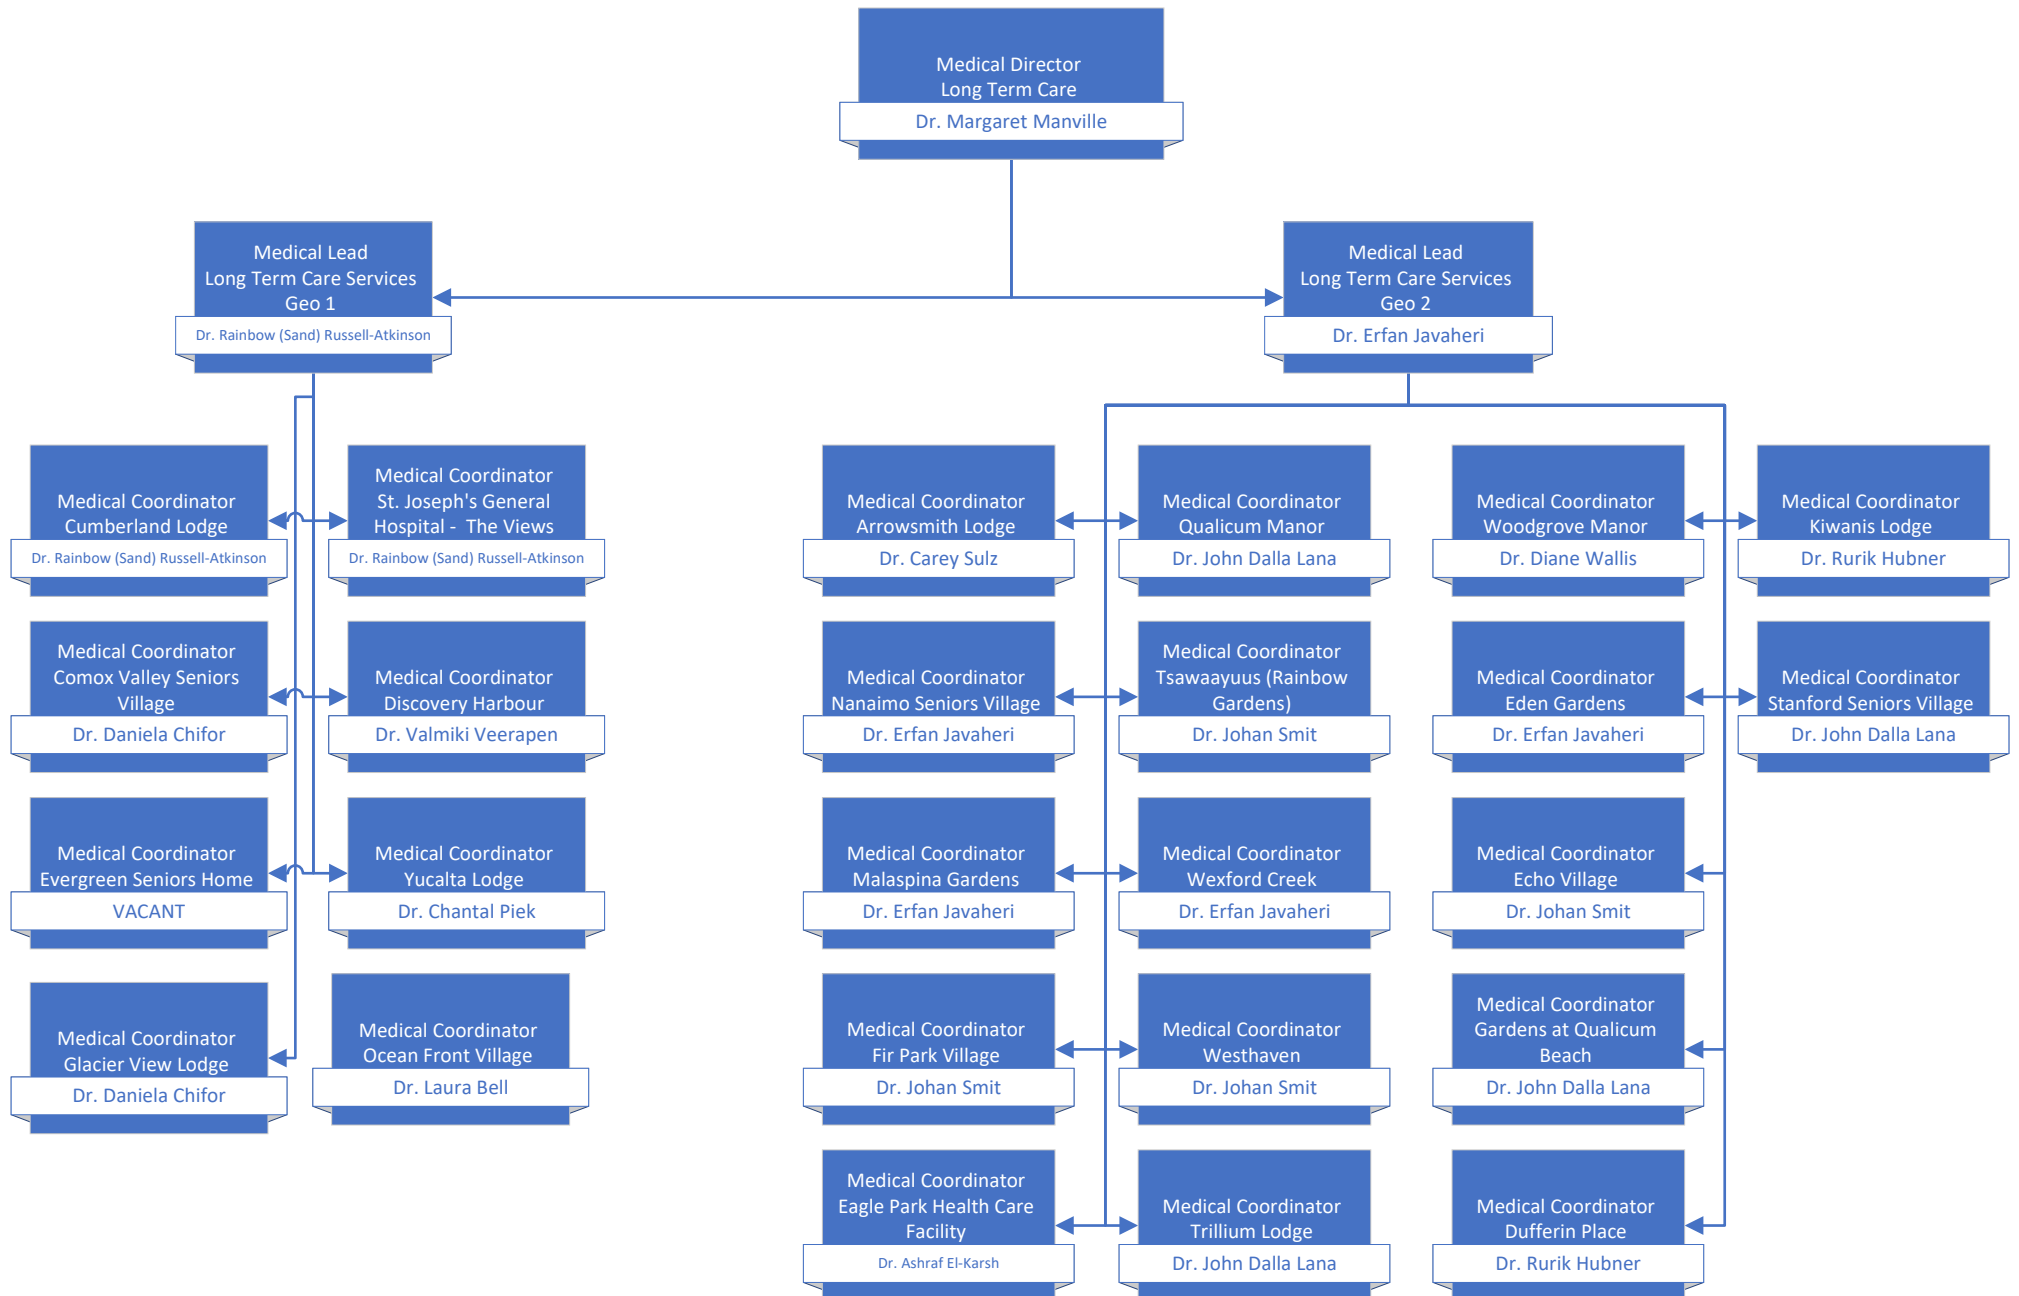 Medical Director
Long Term Care
Dr. Margaret Manville
Medical Lead
Long Term Care Services
Geo 1
Dr. Rainbow (Sand) Russell-Atkinson
Medical Lead
Long Term Care Services
Geo 2
Dr. Erfan Javaheri
Medical Coordinator
Cumberland Lodge
Dr. Rainbow (Sand) Russell-Atkinson
Medical Coordinator
St. Joseph's General
Hospital - The Views
Dr. Rainbow (Sand) Russell-Atkinson
Medical Coordinator
Arrowsmith Lodge
Dr. Carey Sulz
Medical Coordinator
Qualicum Manor
Dr. John Dalla Lana
Medical Coordinator
Woodgrove Manor
Dr. Diane Wallis
Medical Coordinator
Kiwanis Lodge
Dr. Rurik Hubner
Medical Coordinator
Comox Valley Seniors
Village
Dr. Daniela Chifor
Medical Coordinator
Discovery Harbour
Dr. Valmiki Veerapen
Medical Coordinator
Nanaimo Seniors Village
Dr. Erfan Javaheri
Medical Coordinator
Tsawaayuus (Rainbow
Gardens)
Dr. Johan Smit
Medical Coordinator
Eden Gardens
Dr. Erfan Javaheri
Medical Coordinator
Stanford Seniors Village
Dr. John Dalla Lana
Medical Coordinator
Evergreen Seniors Home
VACANT
Medical Coordinator
Yucalta Lodge
Dr. Chantal Piek
Medical Coordinator
Malaspina Gardens
Dr. Erfan Javaheri
Medical Coordinator
Wexford Creek
Dr. Erfan Javaheri
Medical Coordinator
Echo Village
Dr. Johan Smit
Medical Coordinator
Glacier View Lodge
Dr. Daniela Chifor
Medical Coordinator
Ocean Front Village
Dr. Laura Bell
Medical Coordinator
Fir Park Village
Dr. Johan Smit
Medical Coordinator
Westhaven
Dr. Johan Smit
Medical Coordinator
Gardens at Qualicum
Beach
Dr. John Dalla Lana
Medical Coordinator
Eagle Park Health Care
Facility
Dr. Ashraf El-Karsh
Medical Coordinator
Trillium Lodge
Dr. John Dalla Lana
Medical Coordinator
Dufferin Place
Dr. Rurik Hubner